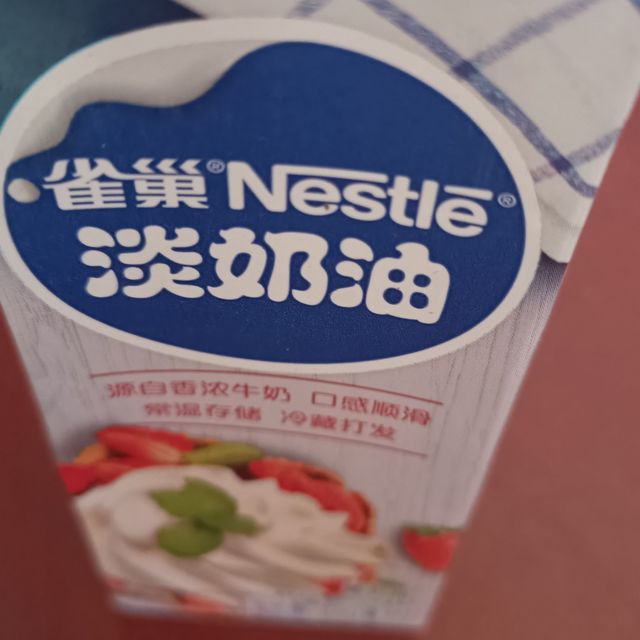 雀巢® Nestlē®
淡奶油
源自香浓牛奶 口感顺滑
常温存储 冷藏打发